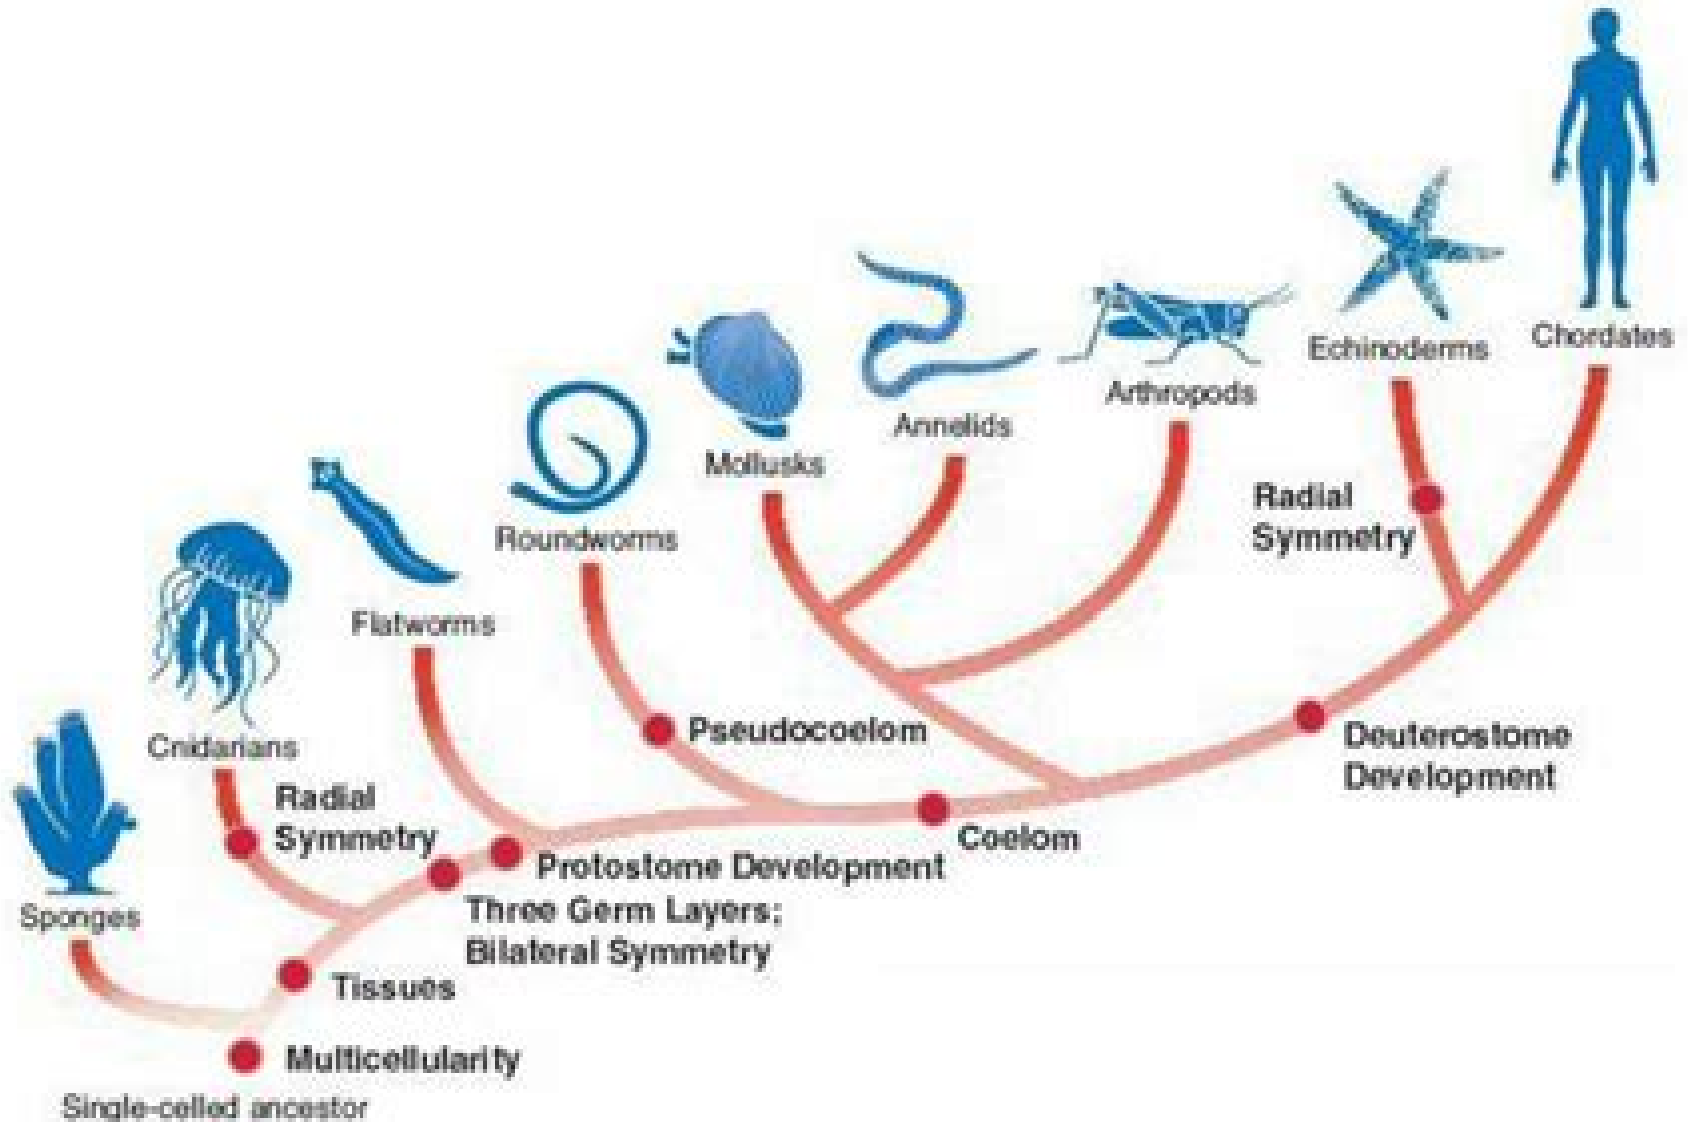 Chordates
Echinoderms
Arthropods
Annelids
Mollusks
Radial
Symmetry
Roundworms
Flatworms
Pseudocoelom
Deuterostome
Development
Cnidarians
Radial
Symmetry
Coelom
Protostome Development
Three Germ Layers;
Bilateral Symmetry
Sponges
Tissues
Multicellularity
Single-celled ancestor